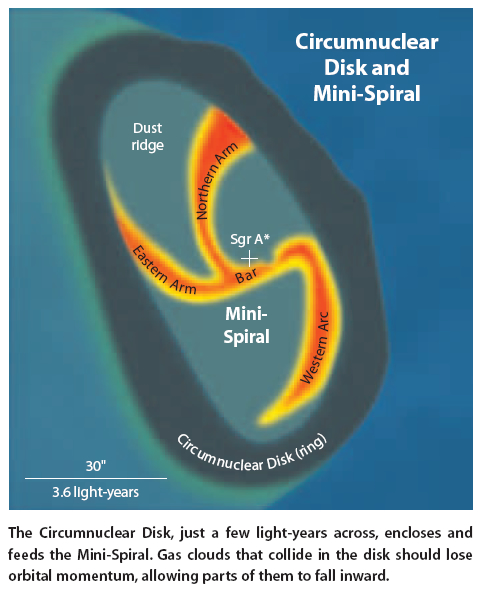 Circumnuclear
Disk and
Mini-Spiral
Dust
ridge
Northern Arm
Sgr A*
Eastern Arm
Bar
Mini-
Spiral
Western Arc
Circumnuclear Disk (ring)
30"
3.6 light-years
The Circumnuclear Disk, just a few light-years across, encloses and
feeds the Mini-Spiral. Gas clouds that collide in the disk should lose
orbital momentum, allowing parts of them to fall inward.